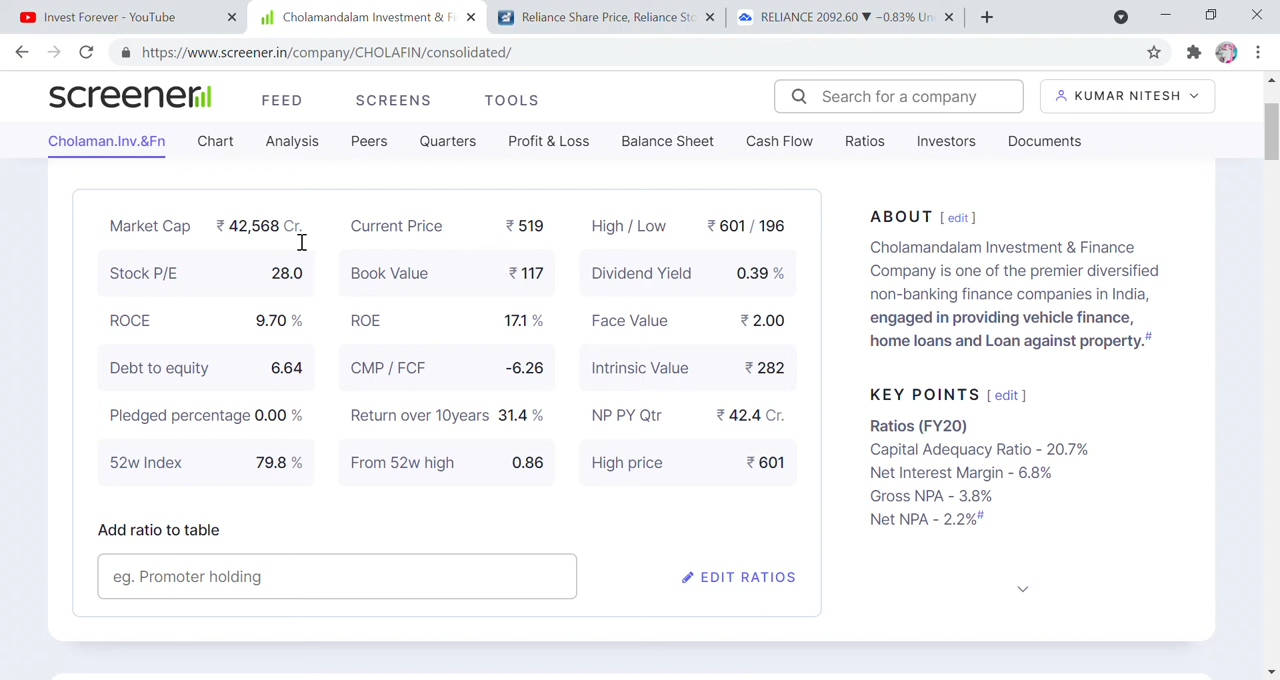 Invest Forever - YouTube
Cholamandalam Investment & Fi
Reliance Share Price, Reliance Sto
RELIANCE 2092.60 ▼ −0.83% Un
https://www.screener.in/company/CHOLAFIN/consolidated/
screener
FEED
SCREENS
TOOLS
Search for a company
KUMAR NITESH
Cholaman.Inv.&Fn Chart Analysis Peers Quarters Profit & Loss Balance Sheet Cash Flow Ratios Investors Documents
Market Cap ₹ 42,568 Cr. Current Price ₹ 519 High / Low ₹ 601 / 196
Stock P/E 28.0 Book Value ₹ 117 Dividend Yield 0.39 %
ROCE 9.70 % ROE 17.1 % Face Value ₹ 2.00
Debt to equity 6.64 CMP / FCF -6.26 Intrinsic Value ₹ 282
Pledged percentage 0.00 % Return over 10years 31.4 % NP PY Qtr ₹ 42.4 Cr.
52w Index 79.8 % From 52w high 0.86 High price ₹ 601
Add ratio to table
eg. Promoter holding
EDIT RATIOS
ABOUT [ edit ]
Cholamandalam Investment & Finance
Company is one of the premier diversified
non-banking finance companies in India,
engaged in providing vehicle finance,
home loans and Loan against property.#
KEY POINTS [ edit ]
Ratios (FY20)
Capital Adequacy Ratio - 20.7%
Net Interest Margin - 6.8%
Gross NPA - 3.8%
Net NPA - 2.2%#